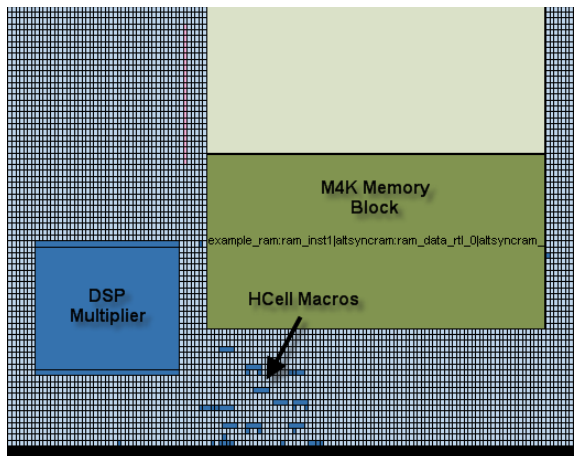 M4K Memory
Block
example_ram:ram_inst1|altsyncram:ram_data_rtl_0|altsyncram_
DSP
Multiplier
HCell Macros